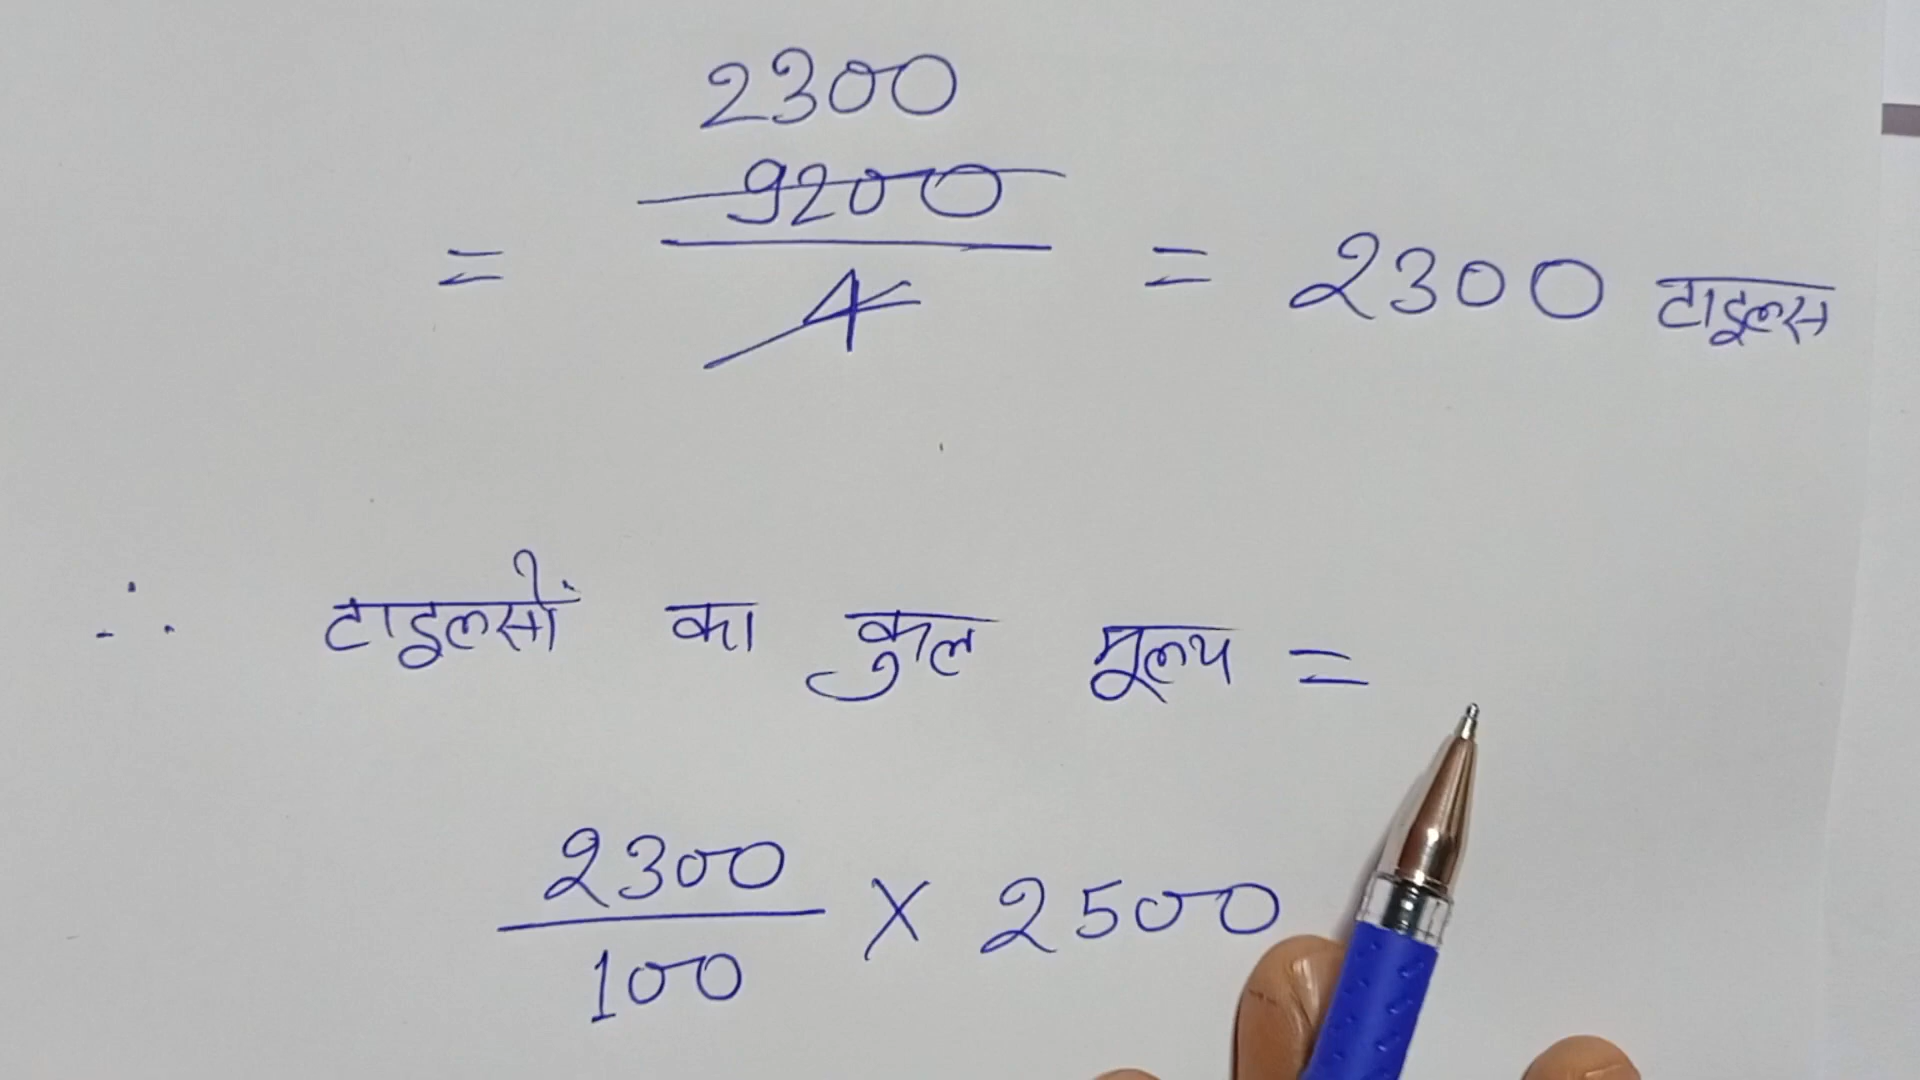 2300
9200
= 4 = 2300 टाइल्स
∴ टाइलसों का कुल मूल्य =
2300
100 × 2500